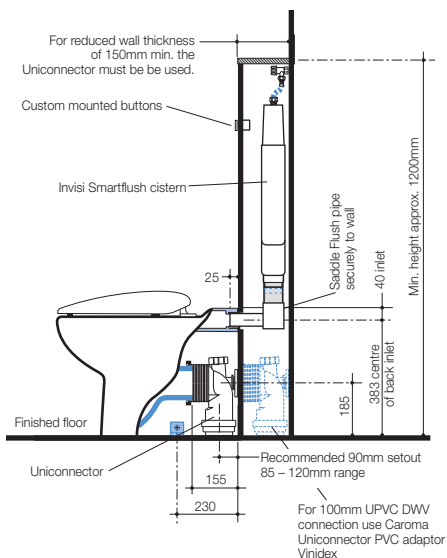 For reduced wall thickness
of 150mm min. the
Uniconnector must be be used.
Custom mounted buttons
Invisi Smartflush cistern
25
Saddle Flush pipe
securely to wall
40 inlet
Min. height approx. 1200mm
383 centre
of back inlet
185
Finished floor
Uniconnector
Recommended 90mm setout
85 – 120mm range
155
230
For 100mm UPVC DWV
connection use Caroma
Uniconnector PVC adaptor
Vinidex